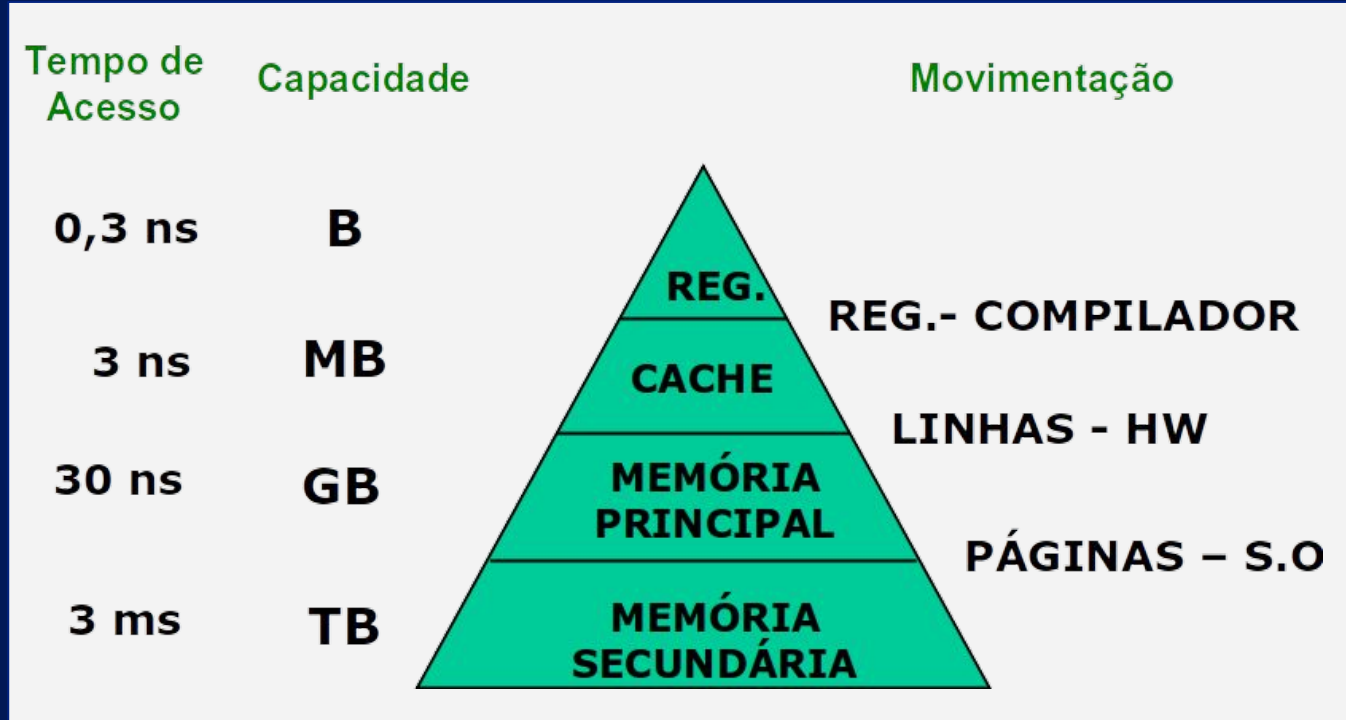 Tempo de
Acesso
Capacidade
Movimentação
0,3 ns
B
REG.
REG.- COMPILADOR
3 ns
MB
CACHE
LINHAS - HW
30 ns
GB
MEMÓRIA
PRINCIPAL
PÁGINAS – S.O
3 ms
TB
MEMÓRIA
SECUNDÁRIA